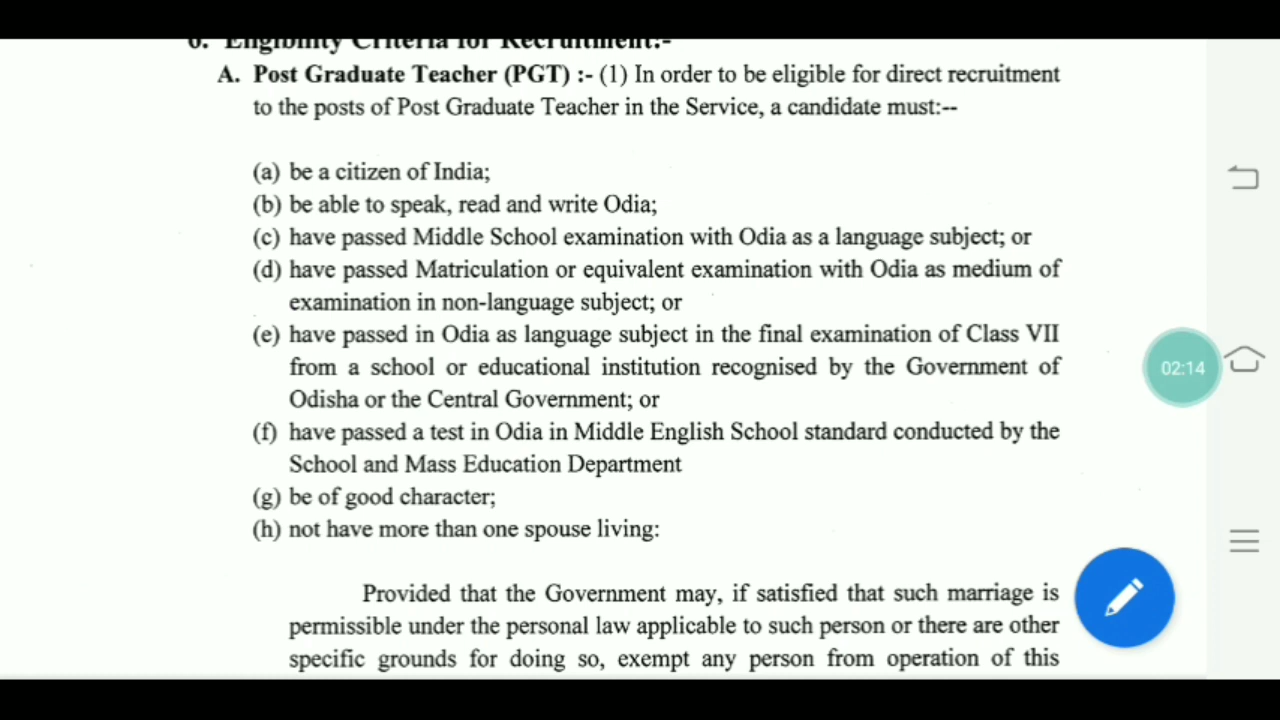 6. Eligibility Criteria for Recruitment:-
A. Post Graduate Teacher (PGT) :- (1) In order to be eligible for direct recruitment
to the posts of Post Graduate Teacher in the Service, a candidate must:--
(a) be a citizen of India;
(b) be able to speak, read and write Odia;
(c) have passed Middle School examination with Odia as a language subject; or
(d) have passed Matriculation or equivalent examination with Odia as medium of
examination in non-language subject; or
(e) have passed in Odia as language subject in the final examination of Class VII
from a school or educational institution recognised by the Government of
Odisha or the Central Government; or
(f) have passed a test in Odia in Middle English School standard conducted by the
School and Mass Education Department
(g) be of good character;
(h) not have more than one spouse living:
Provided that the Government may, if satisfied that such marriage is
permissible under the personal law applicable to such person or there are other
specific grounds for doing so, exempt any person from operation of this
02:14